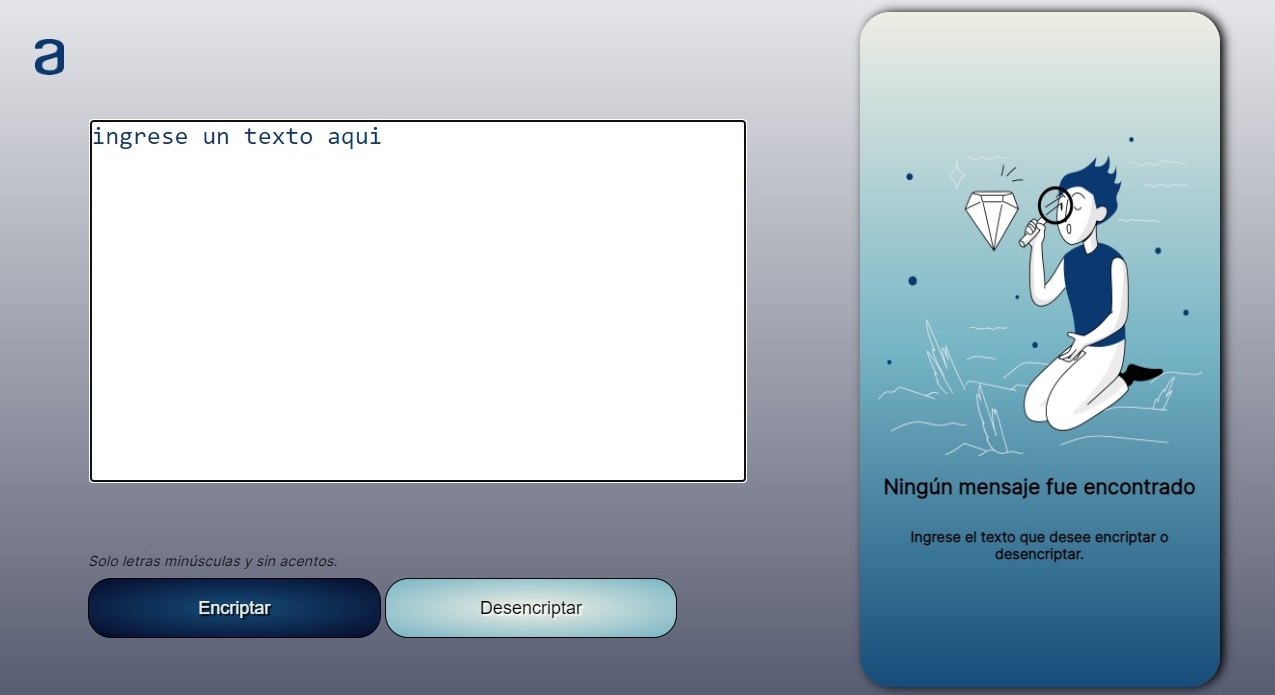 a
ingrese un texto aqui
Solo letras minúsculas y sin acentos.
Encriptar
Desencriptar
Ningún mensaje fue encontrado
Ingrese el texto que desee encriptar o
desencriptar.